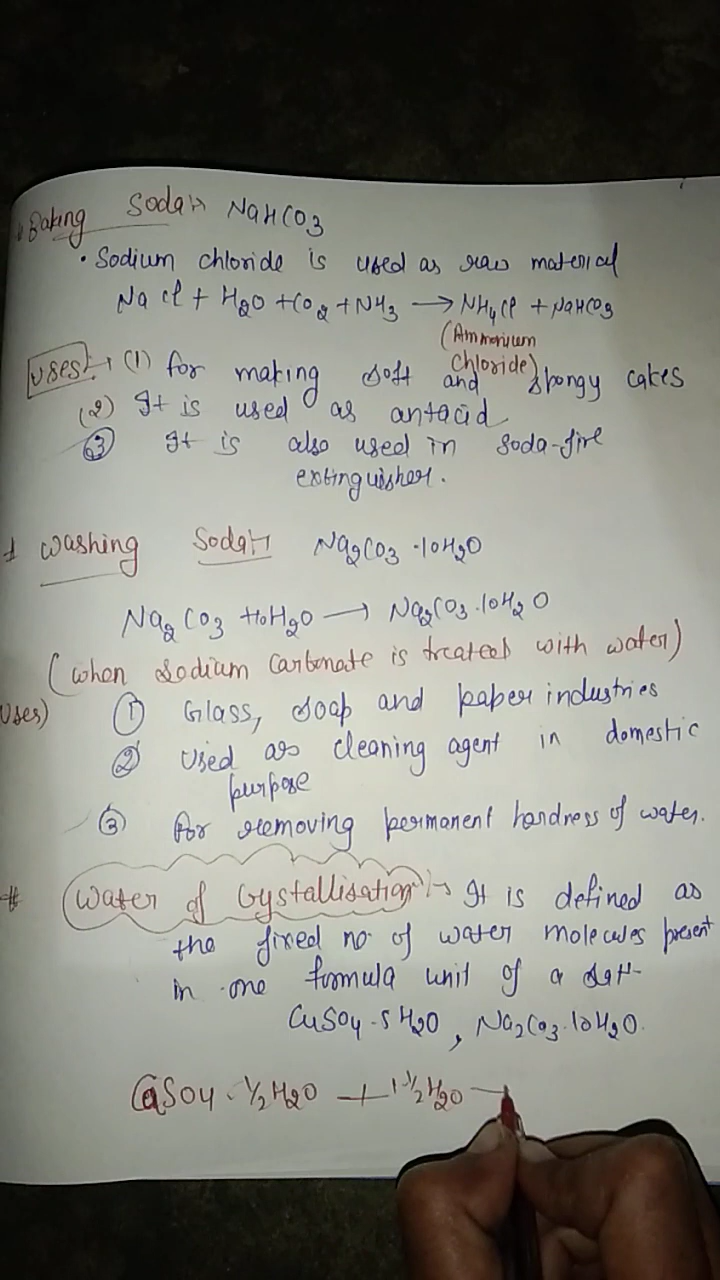 Baking Soda:→ NaHCO3
• Sodium chloride is used as raw material
NaCl + H2O + CO2 + NH3 → NH4Cl + NaHCO3
(Ammonium
Chloride)
Uses:→ (1) for making soft and spongy cakes
(2) It is used as antacid
(3) It is also used in soda-fire
extinguisher.
Washing Soda:→ Na2CO3·10H2O
Na2CO3 + 10H2O → Na2CO3·10H2O
(when sodium carbonate is treated with water)
Uses) (1) Glass, soap and paper industries
(2) Used as cleaning agent in domestic
purpose
(3) for removing permanent hardness of water.
# Water of Crystallisation:→ It is defined as
the fixed no. of water molecules present
in one formula unit of a salt-
CuSO4·5H2O, Na2CO3·10H2O.
CaSO4·1/2H2O + 1 1/2H2O —